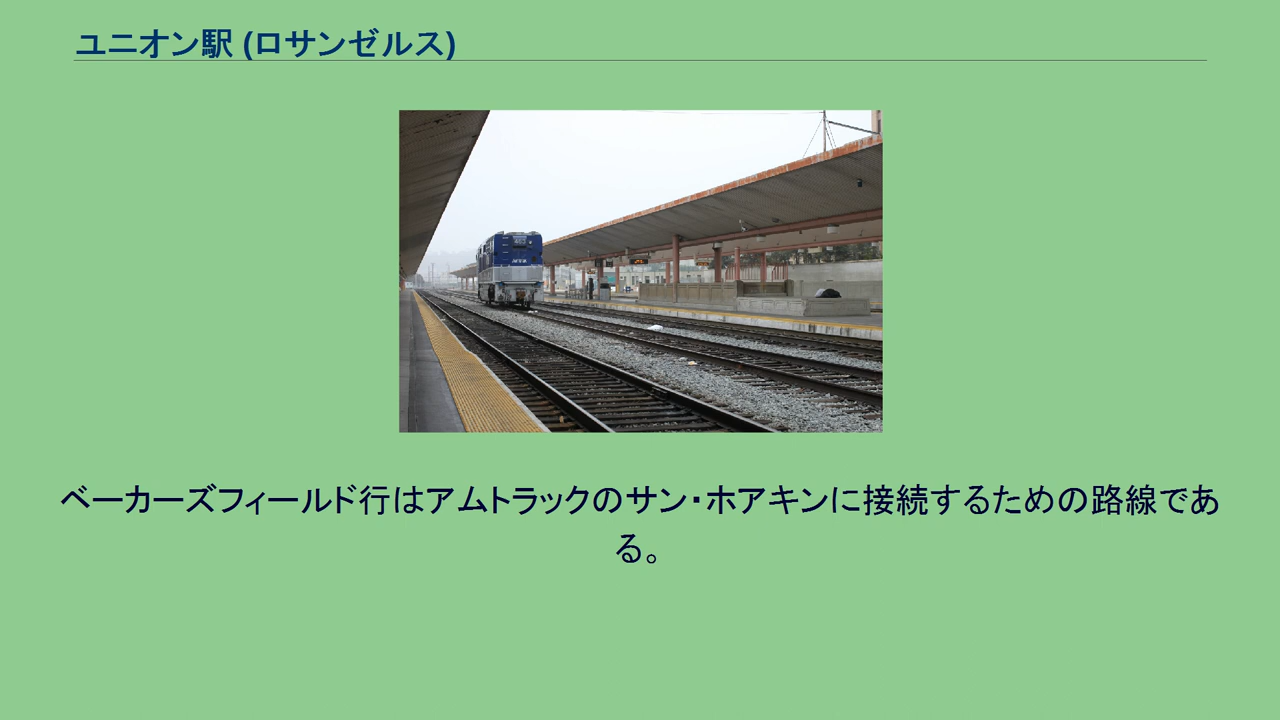 ユニオン駅 (ロサンゼルス)
ベーカーズフィールド行はアムトラックのサン・ホアキンに接続するための路線であ
る。